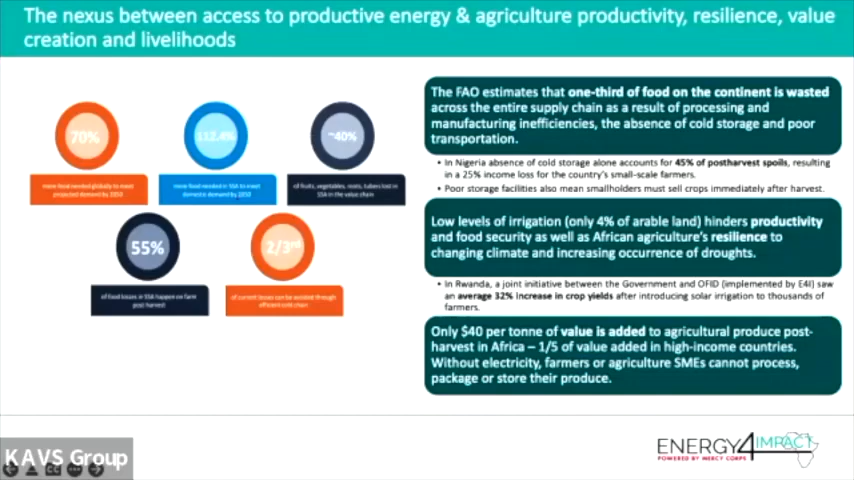 The nexus between access to productive energy & agriculture productivity, resilience, value
creation and livelihoods
70%
112.4%
~40%
more food needed globally to meet
projected demand by 2050
more food needed in SSA to meet
domestic demand by 2050
of fruits, vegetables, roots, tubers lost in
SSA in the value chain
55%
2/3rd
of food losses in SSA happen on farm
post harvest
of current losses can be avoided through
efficient cold chain
The FAO estimates that one-third of food on the continent is wasted
across the entire supply chain as a result of processing and
manufacturing inefficiencies, the absence of cold storage and poor
transportation.
• In Nigeria absence of cold storage alone accounts for 45% of postharvest spoils, resulting
in a 25% income loss for the country's small-scale farmers.
• Poor storage facilities also mean smallholders must sell crops immediately after harvest.
Low levels of irrigation (only 4% of arable land) hinders productivity
and food security as well as African agriculture's resilience to
changing climate and increasing occurrence of droughts.
• In Rwanda, a joint initiative between the Government and OFID (implemented by E4I) saw
an average 32% increase in crop yields after introducing solar irrigation to thousands of
farmers.
Only $40 per tonne of value is added to agricultural produce post-
harvest in Africa – 1/5 of value added in high-income countries.
Without electricity, farmers or agriculture SMEs cannot process,
package or store their produce.
KAVS Group
ENERGY4IMPACT
POWERED BY MERCY CORPS